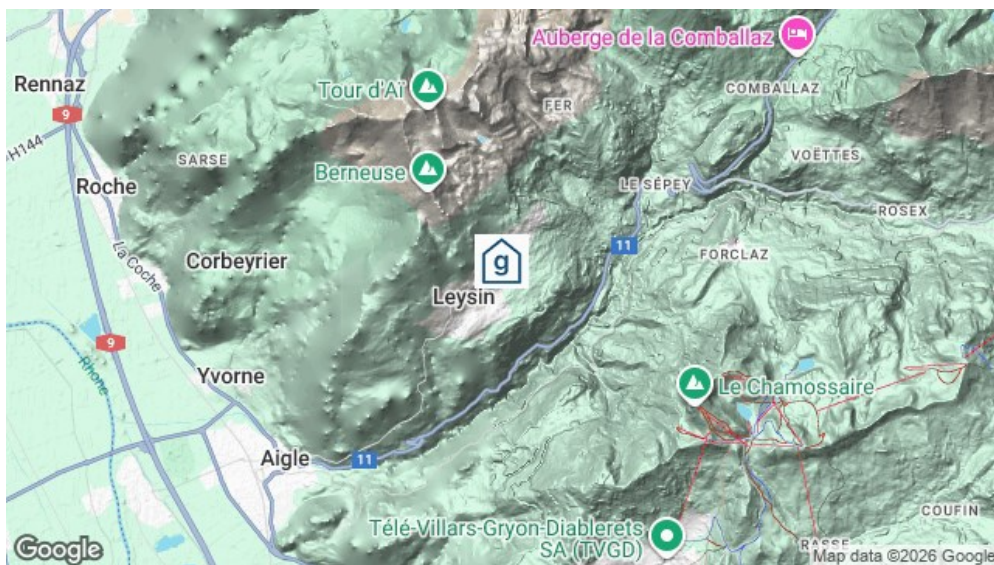 Auberge de la Comballaz
Rennaz
Tour d'Aï
COMBALLAZ
FER
9
H144
SARSE
VOËTTES
Berneuse
LE SÉPEY
Roche
ROSEX
11
La Coche
Corbeyrier
g
FORCLAZ
Leysin
9
Rhone
Yvorne
Le Chamossaire
Aigle
11
COUFIN
Télé-Villars-Gryon-Diablerets
SA (TVGD)
RASSE
Google
Map data ©2026 Google